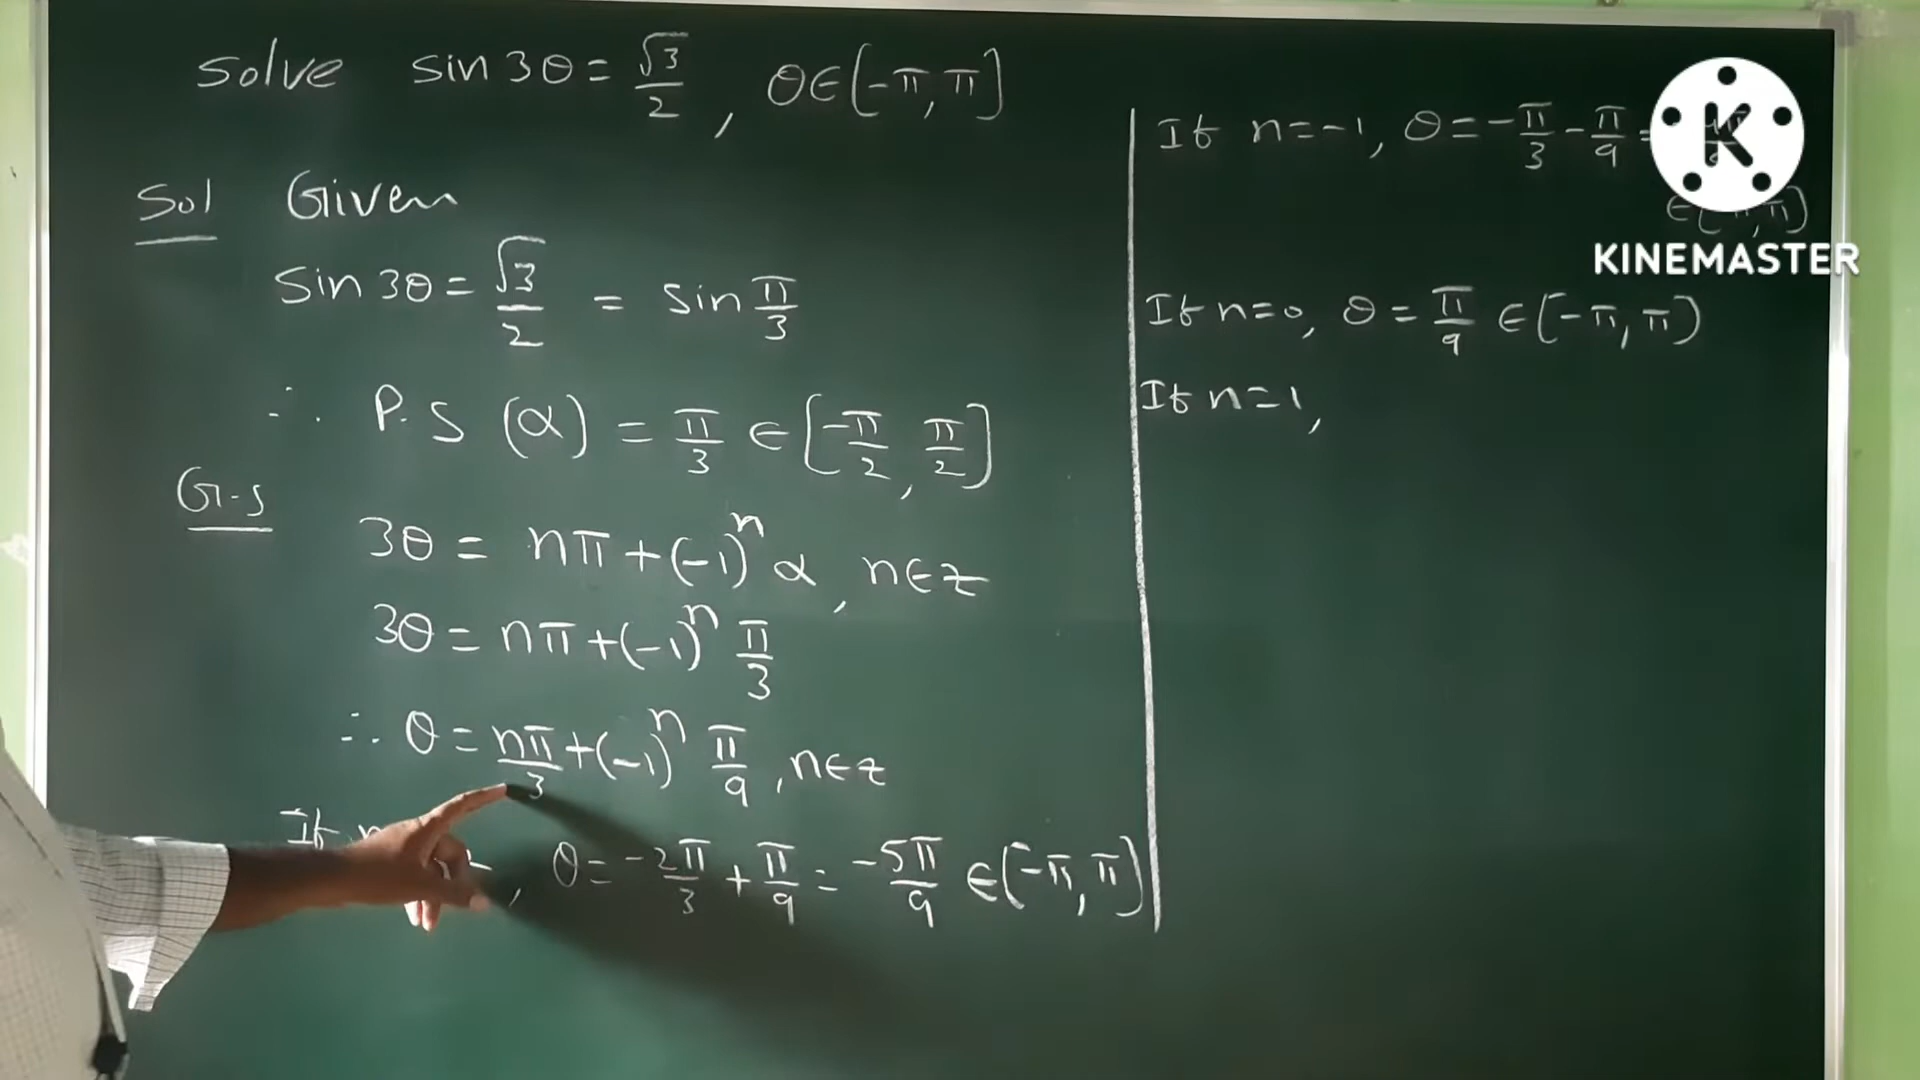 Solve sin 3θ = √3/2, θ∈(-π, π]
Sol Given
Sin 3θ = √3/2 = sin π/3
∴ P.S (α) = π/3 ∈ [-π/2, π/2]
G.S
3θ = nπ + (-1)^n α, n∈z
3θ = nπ + (-1)^n π/3
∴ θ = nπ/3 + (-1)^n π/9, n∈z
If , θ = -2π/3 + π/9 = -5π/9 ∈(-π, π]
If n=-1, θ = -π/3 - π/9 =
If n=0, θ = π/9 ∈(-π, π)
If n=1,
K
KINEMASTER